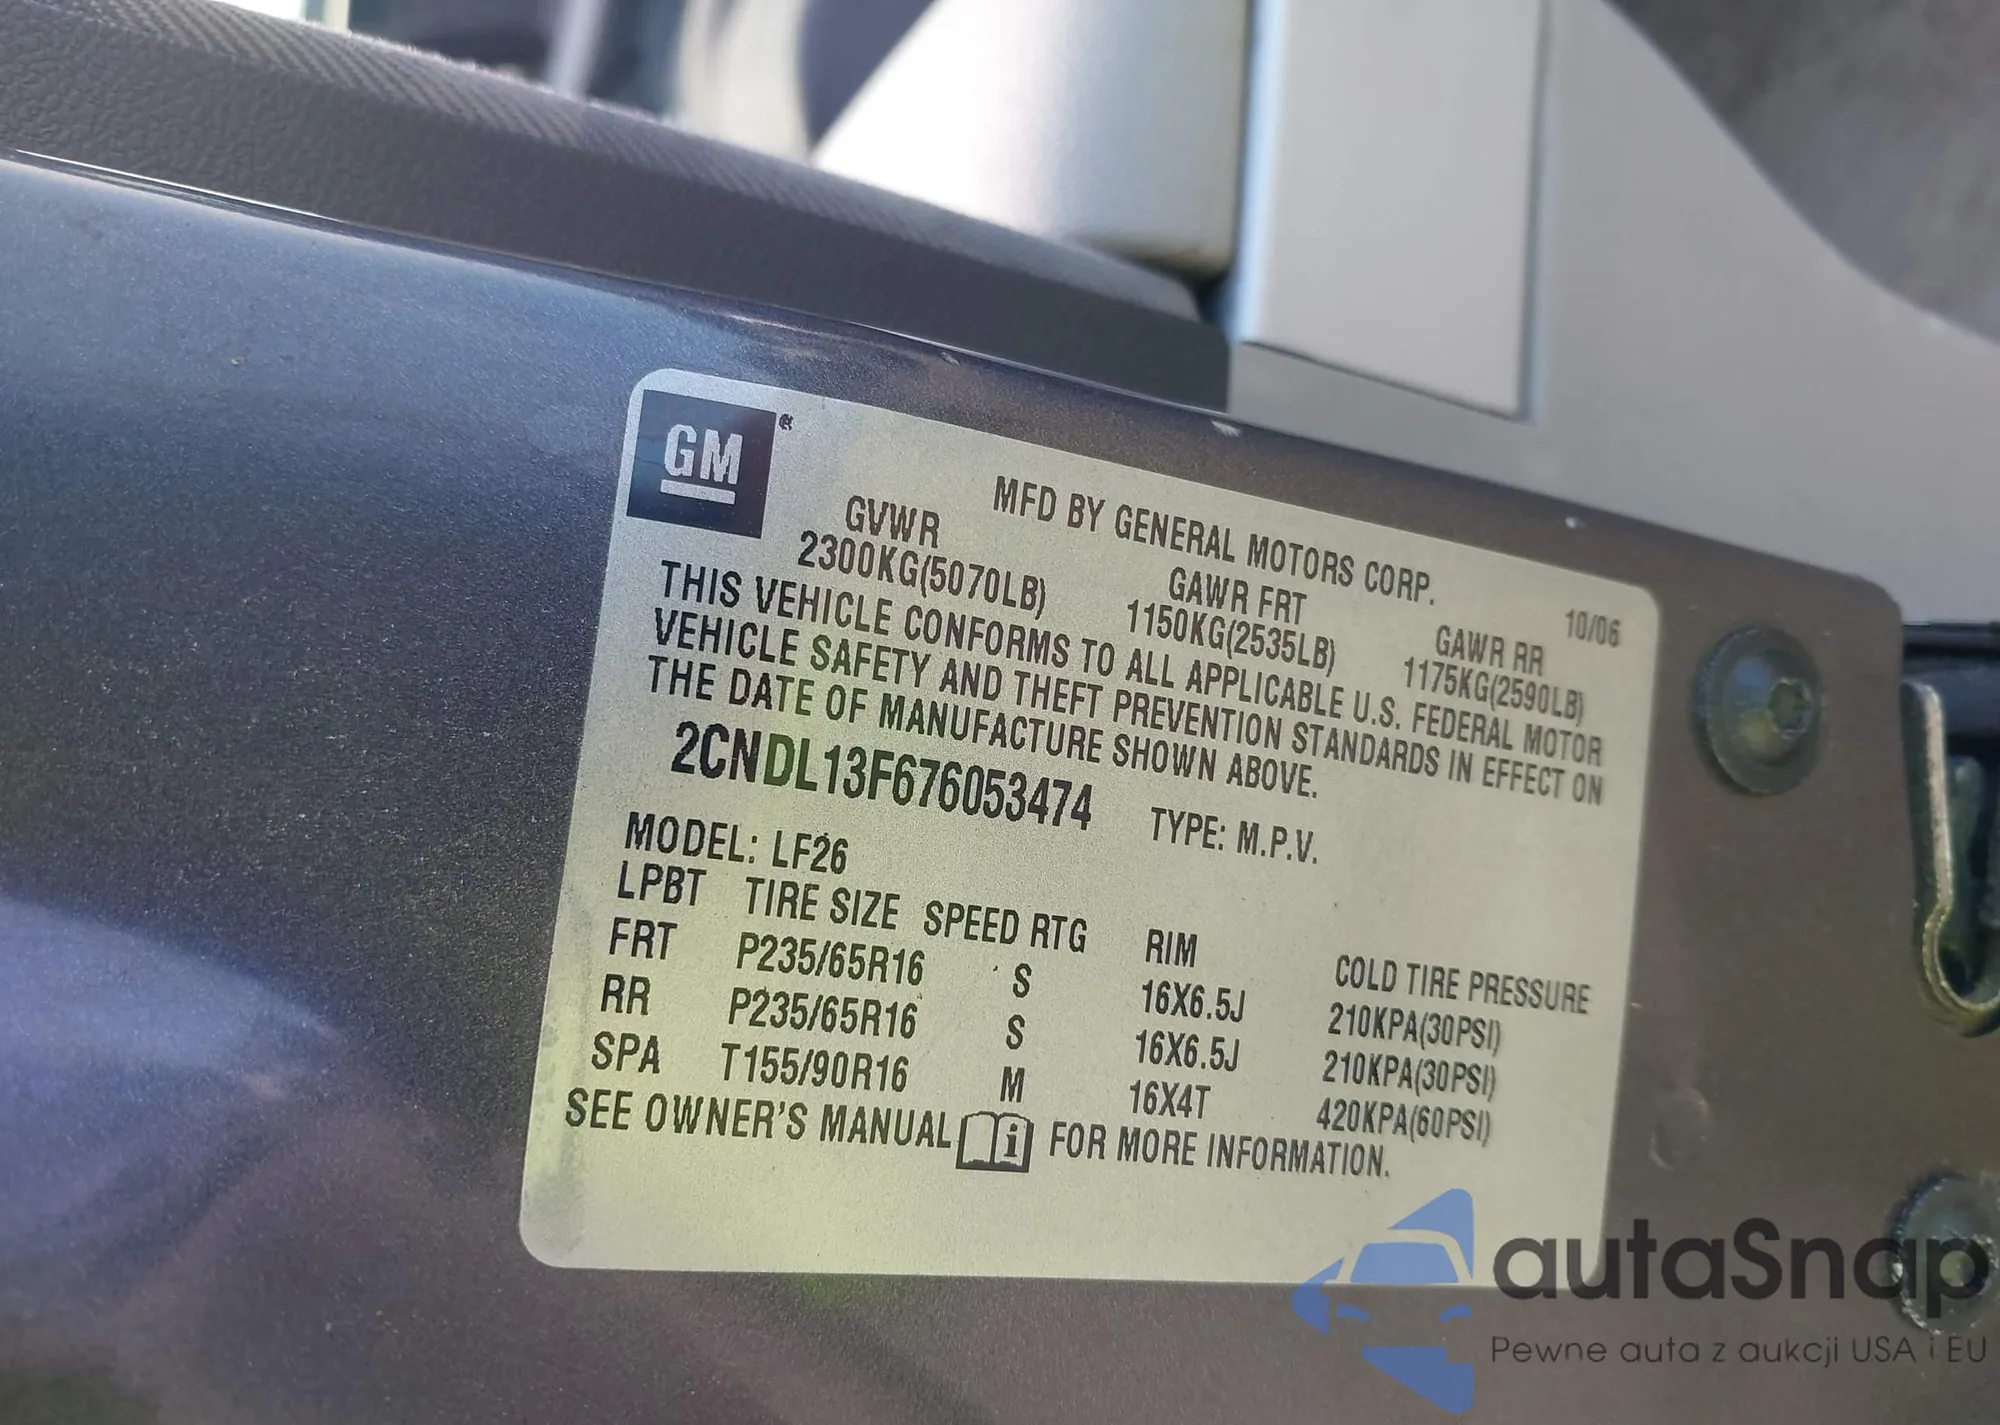 GM ®
MFD BY GENERAL MOTORS CORP. 10/06
GVWR GAWR FRT GAWR RR
2300KG(5070LB) 1150KG(2535LB) 1175KG(2590LB)
THIS VEHICLE CONFORMS TO ALL APPLICABLE U.S. FEDERAL MOTOR
VEHICLE SAFETY AND THEFT PREVENTION STANDARDS IN EFFECT ON
THE DATE OF MANUFACTURE SHOWN ABOVE.
2CNDL13F676053474 TYPE: M.P.V.
MODEL: LF26
LPBT TIRE SIZE SPEED RTG RIM COLD TIRE PRESSURE
FRT P235/65R16 S 16X6.5J 210KPA(30PSI)
RR P235/65R16 S 16X6.5J 210KPA(30PSI)
SPA T155/90R16 M 16X4T 420KPA(60PSI)
SEE OWNER'S MANUAL i FOR MORE INFORMATION.
autaSnap
Pewne auta z aukcji USA i EU